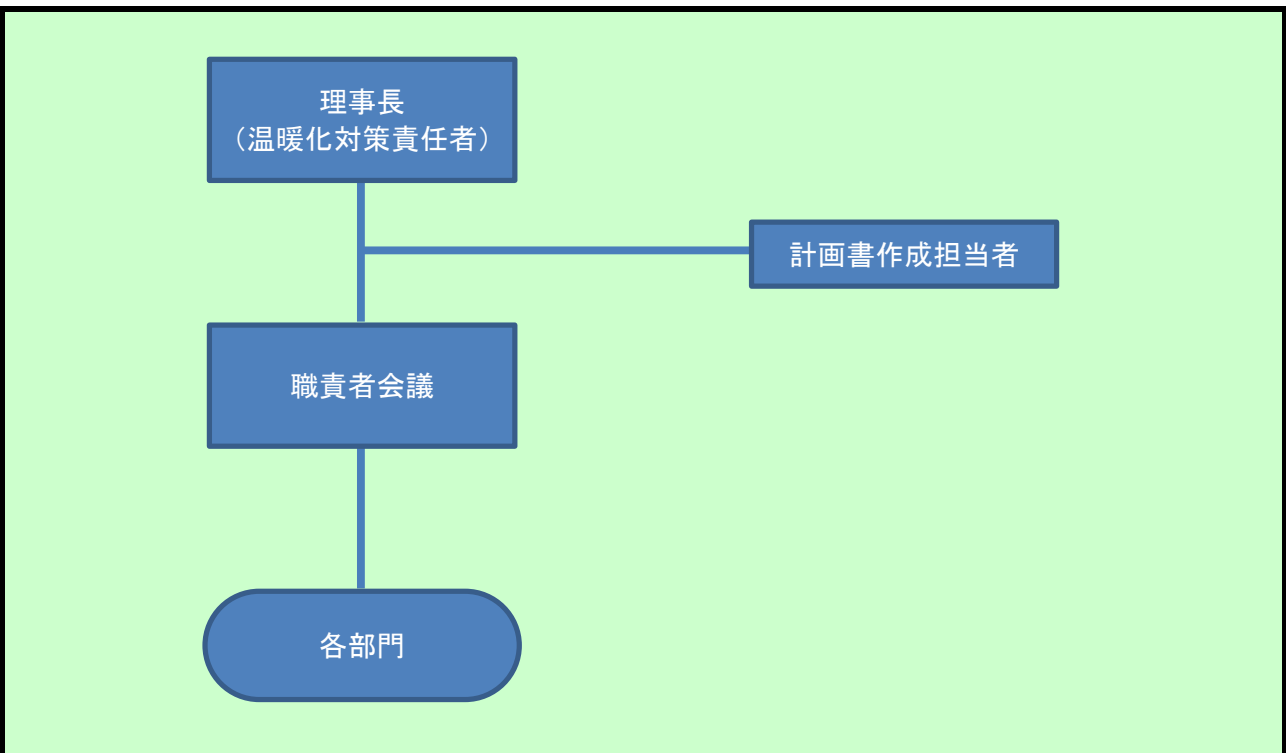 理事長
（温暖化対策責任者）
計画書作成担当者
職責者会議
各部門